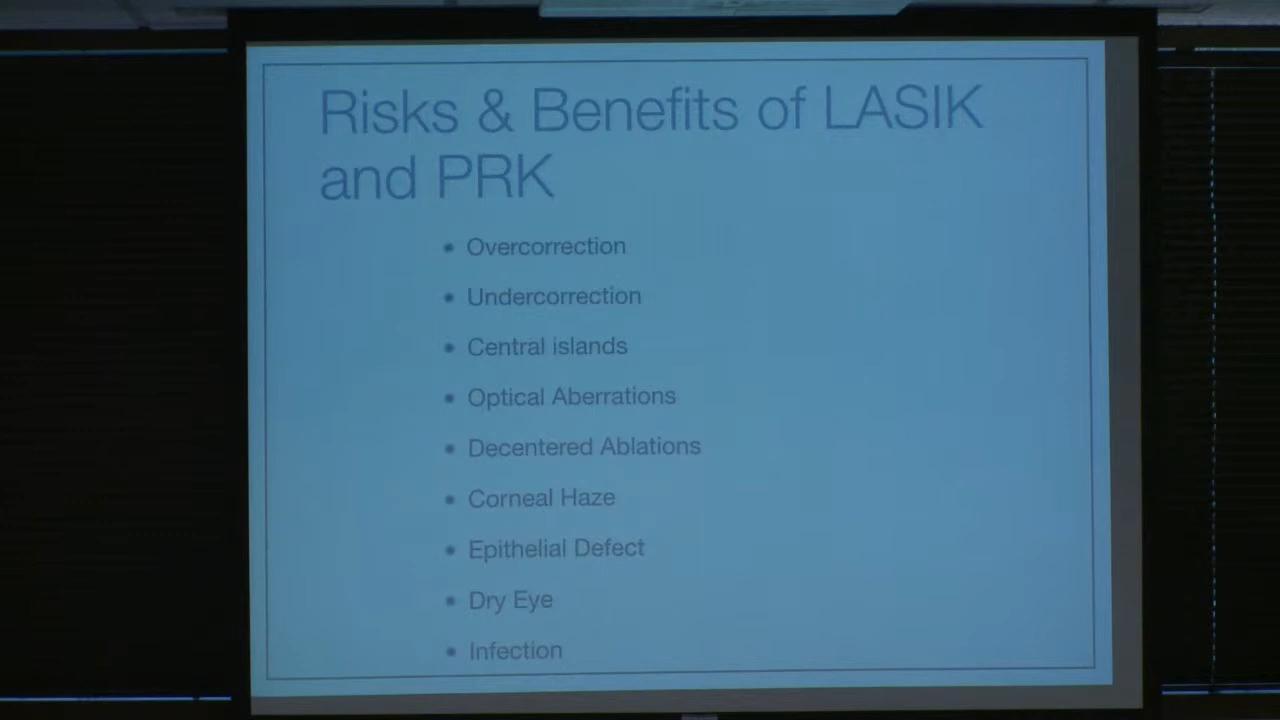 Risks & Benefits of LASIK
and PRK
• Overcorrection
• Undercorrection
• Central islands
• Optical Aberrations
• Decentered Ablations
• Corneal Haze
• Epithelial Defect
• Dry Eye
• Infection